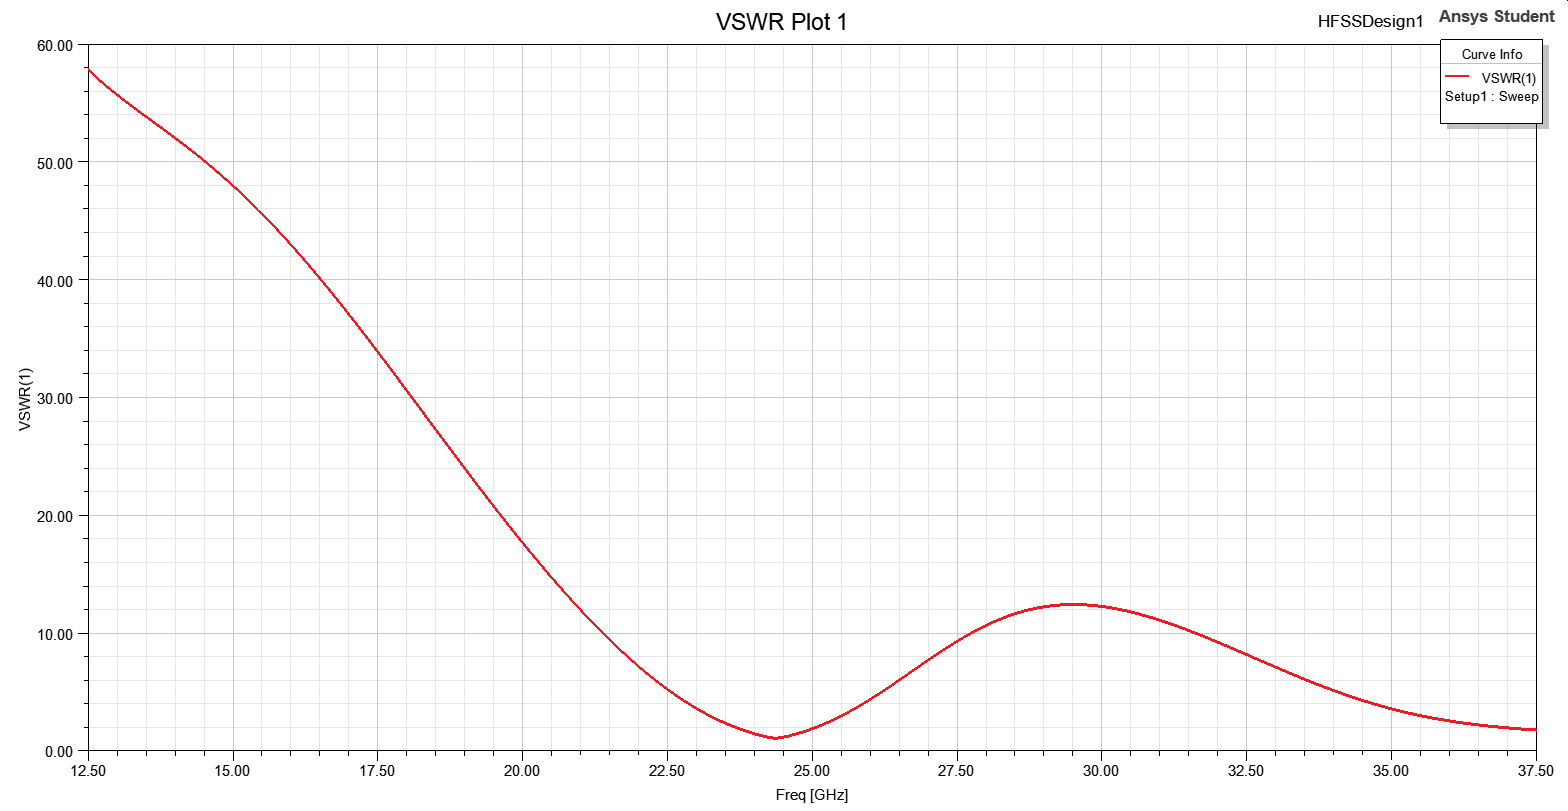 VSWR Plot 1
HFSSDesign1
Ansys Student
Curve Info
VSWR(1)
Setup1 : Sweep
60.00
50.00
40.00
30.00
20.00
10.00
0.00
VSWR(1)
12.50 15.00 17.50 20.00 22.50 25.00 27.50 30.00 32.50 35.00 37.50
Freq [GHz]